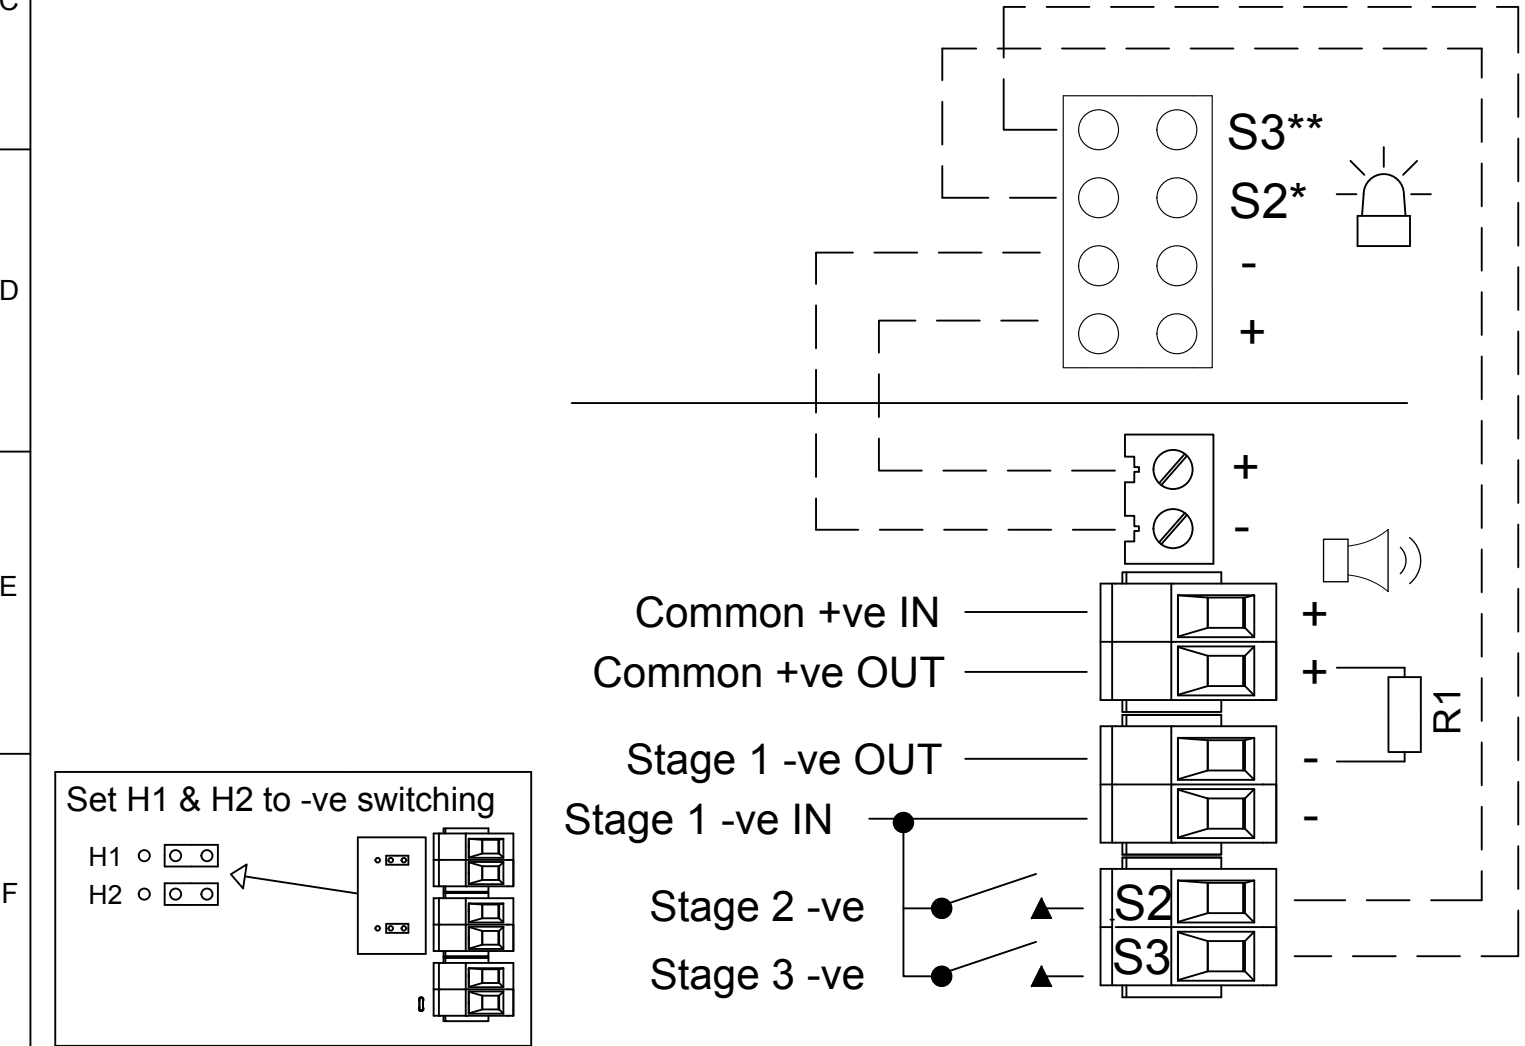 C
S3**
S2*
-
+
D
+
-
E
Common +ve IN
+
Common +ve OUT
+
R1
Stage 1 -ve OUT
-
Stage 1 -ve IN
-
Set H1 & H2 to -ve switching
H1
H2
F
Stage 2 -ve
S2
Stage 3 -ve
S3